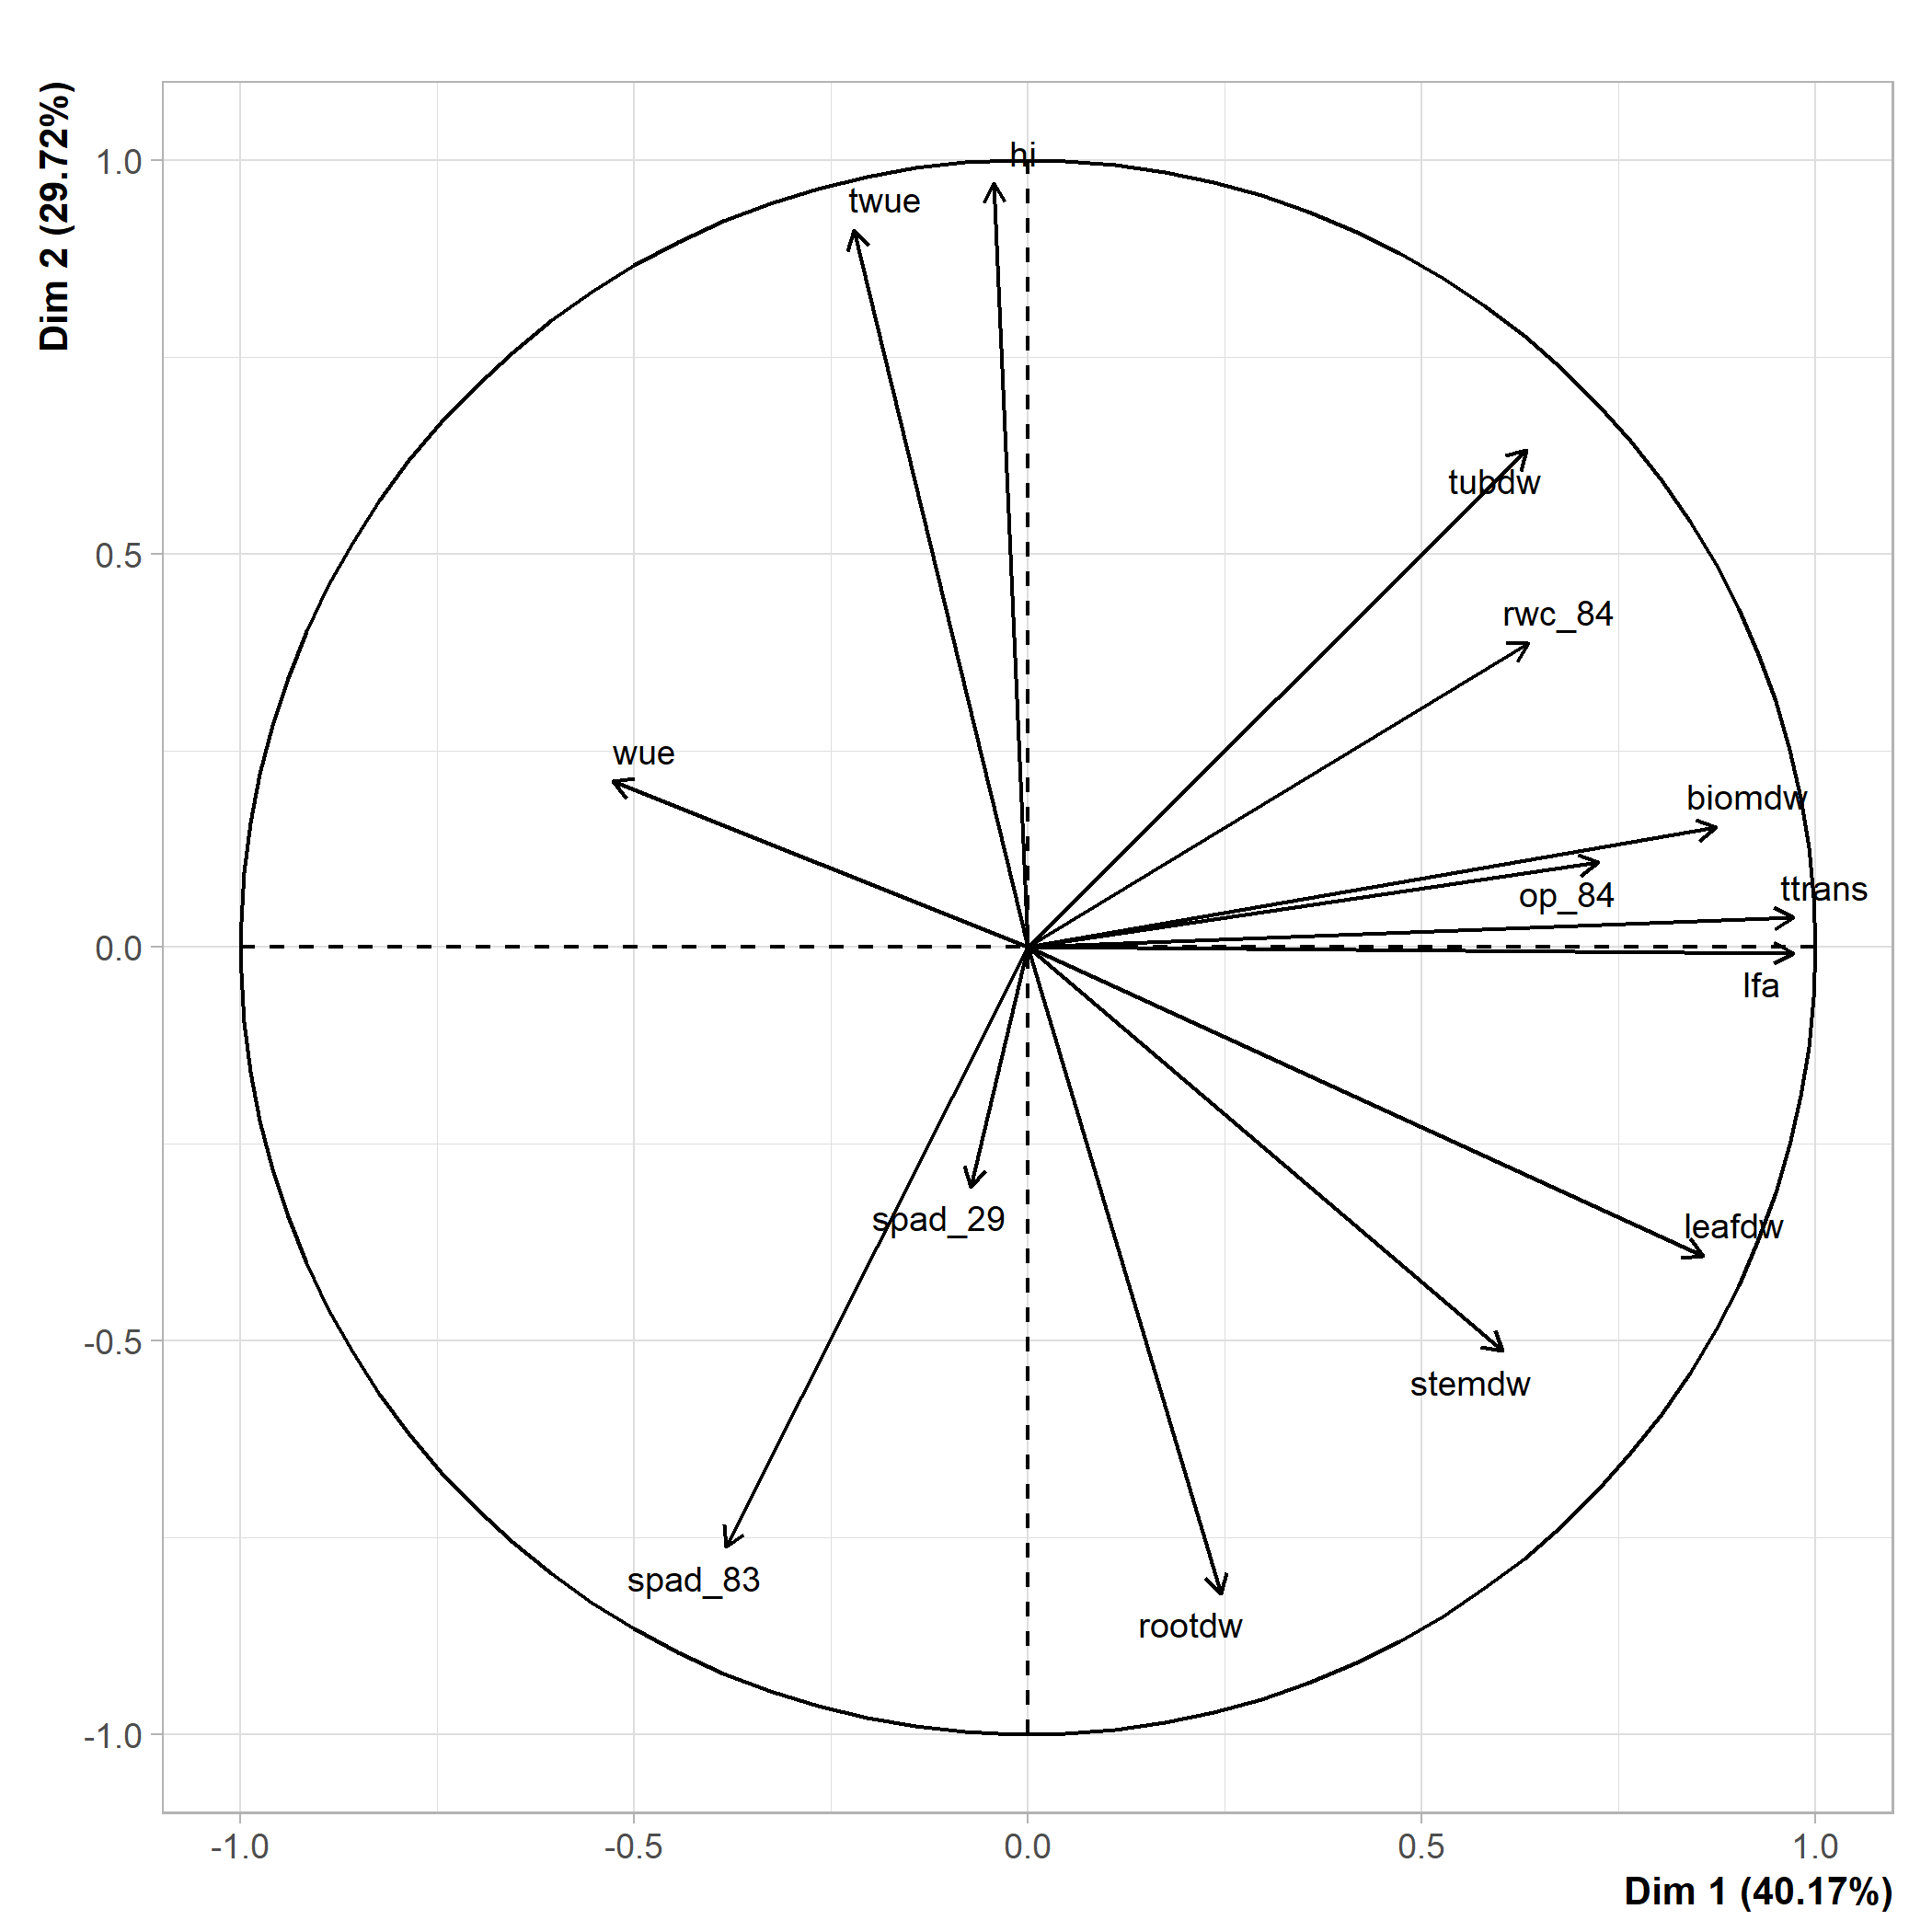 Dim 2 (29.72%)
1.0
0.5
0.0
-0.5
-1.0
hi
twue
tubdw
rwc_84
wue
biomdw
op_84
ttrans
lfa
spad_29
leafdw
stemdw
spad_83
rootdw
-1.0
-0.5
0.0
0.5
1.0
Dim 1 (40.17%)